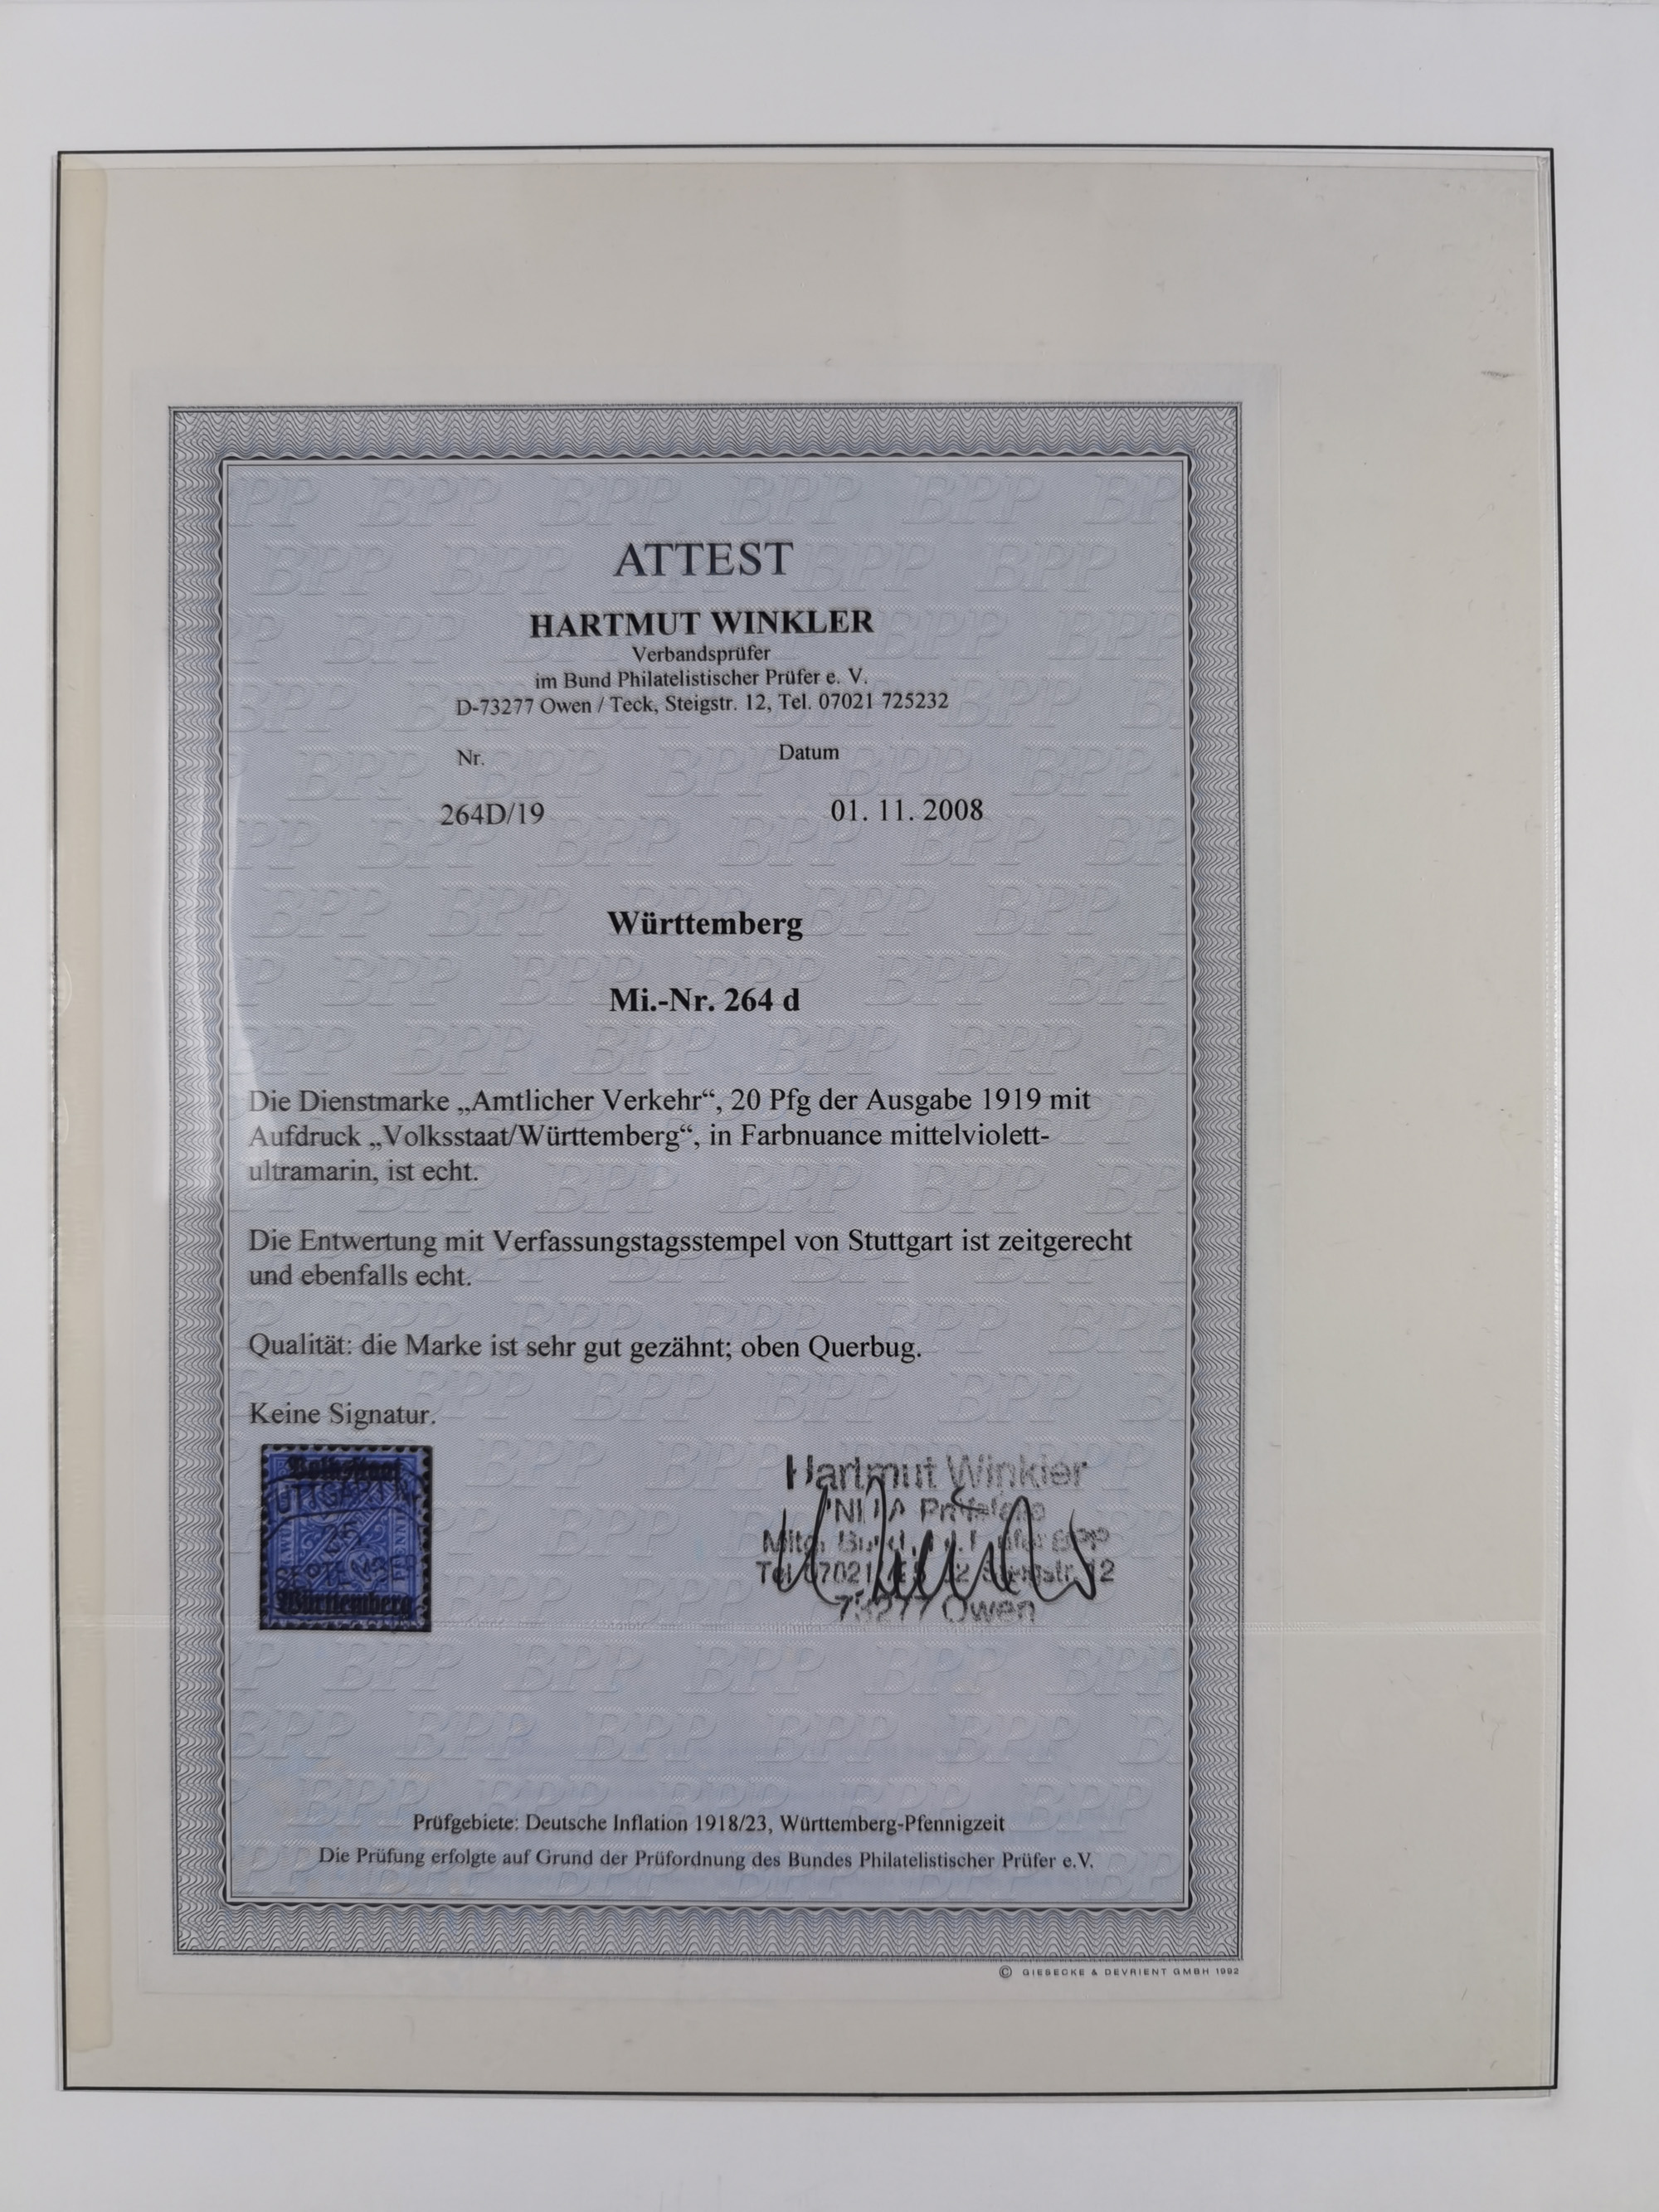 ATTEST
HARTMUT WINKLER
Verbandsprüfer
im Bund Philatelistischer Prüfer e. V.
D-73277 Owen / Teck, Steigstr. 12, Tel. 07021 725232
Nr. Datum
264D/19 01. 11. 2008
Württemberg
Mi.-Nr. 264 d
Die Dienstmarke „Amtlicher Verkehr“, 20 Pfg der Ausgabe 1919 mit
Aufdruck „Volksstaat/Württemberg“, in Farbnuance mittelviolett-
ultramarin, ist echt.
Die Entwertung mit Verfassungstagsstempel von Stuttgart ist zeitgerecht
und ebenfalls echt.
Qualität: die Marke ist sehr gut gezähnt; oben Querbug.
Keine Signatur.
Volksstaat
UTTGART
25
Württemberg
Hartmut Winkler
73277 Owen
Prüfgebiete: Deutsche Inflation 1918/23, Württemberg-Pfennigzeit
Die Prüfung erfolgte auf Grund der Prüfordnung des Bundes Philatelistischer Prüfer e.V.
© GIESECKE & DEVRIENT GMBH 1992